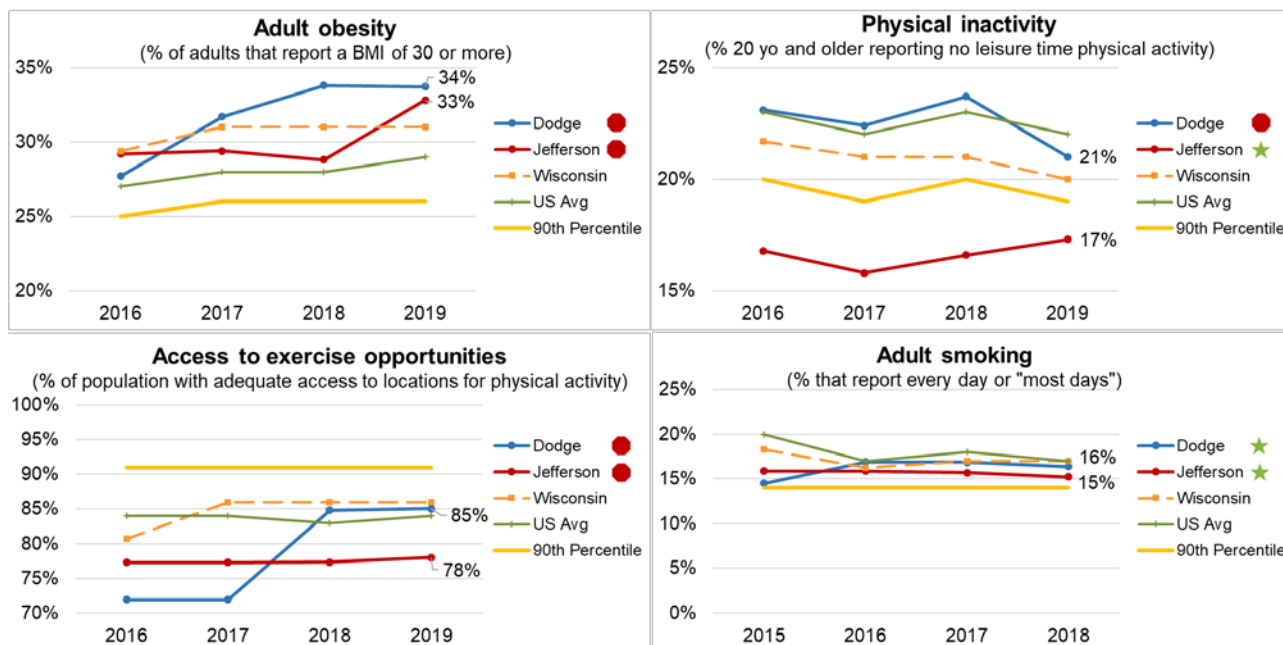 Adult obesity
(% of adults that report a BMI of 30 or more)
35%
30%
25%
20%
2016 2017 2018 2019
34%
33%
Dodge
Jefferson
Wisconsin
US Avg
90th Percentile
Physical inactivity
(% 20 yo and older reporting no leisure time physical activity)
25%
20%
15%
2016 2017 2018 2019
21%
17%
Dodge
Jefferson
Wisconsin
US Avg
90th Percentile
Access to exercise opportunities
(% of population with adequate access to locations for physical activity)
100%
95%
90%
85%
80%
75%
70%
2016 2017 2018 2019
85%
78%
Dodge
Jefferson
Wisconsin
US Avg
90th Percentile
Adult smoking
(% that report every day or "most days")
25%
20%
15%
10%
5%
0%
2015 2016 2017 2018
16%
15%
Dodge
Jefferson
Wisconsin
US Avg
90th Percentile